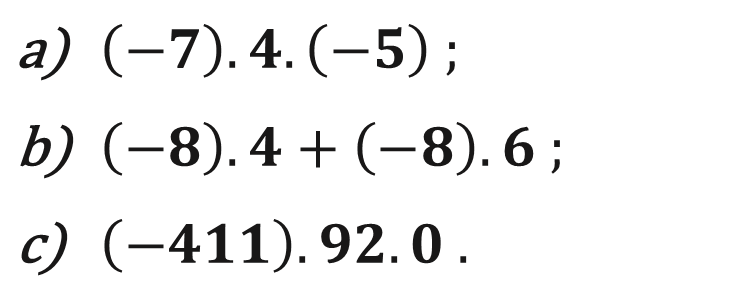 a) (−7). 4. (−5) ;
b) (−8). 4 + (−8). 6 ;
c) (−411). 92. 0 .